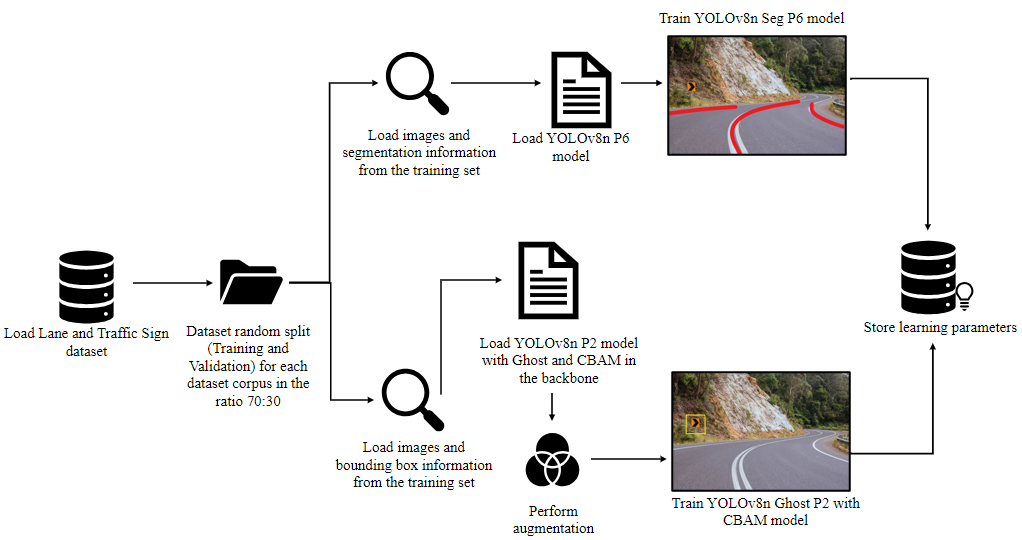 Train YOLOv8n Seg P6 model
Load images and
segmentation information
from the training set
Load YOLOv8n P6
model
Load Lane and Traffic Sign
dataset
Dataset random split
(Training and
Validation) for each
dataset corpus in the
ratio 70:30
Load YOLOv8n P2 model
with Ghost and CBAM in
the backbone
Load images and
bounding box information
from the training set
Perform
augmentation
Train YOLOv8n Ghost P2 with
CBAM model
Store learning parameters